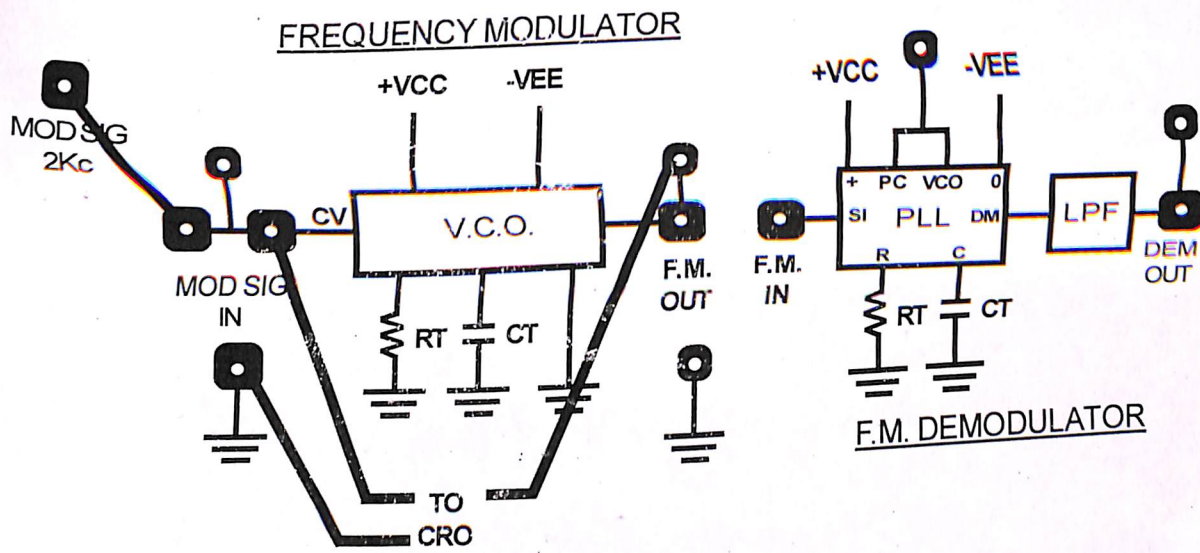 FREQUENCY MODULATOR
+VCC
-VEE
MOD SIG
2Kc
CV
V.C.O.
MOD SIG
IN
RT
CT
F.M.
OUT
TO
CRO
+VCC
-VEE
+ PC VCO 0
SI PLL DM
R C
LPF
F.M.
IN
RT
CT
DEM
OUT
F.M. DEMODULATOR